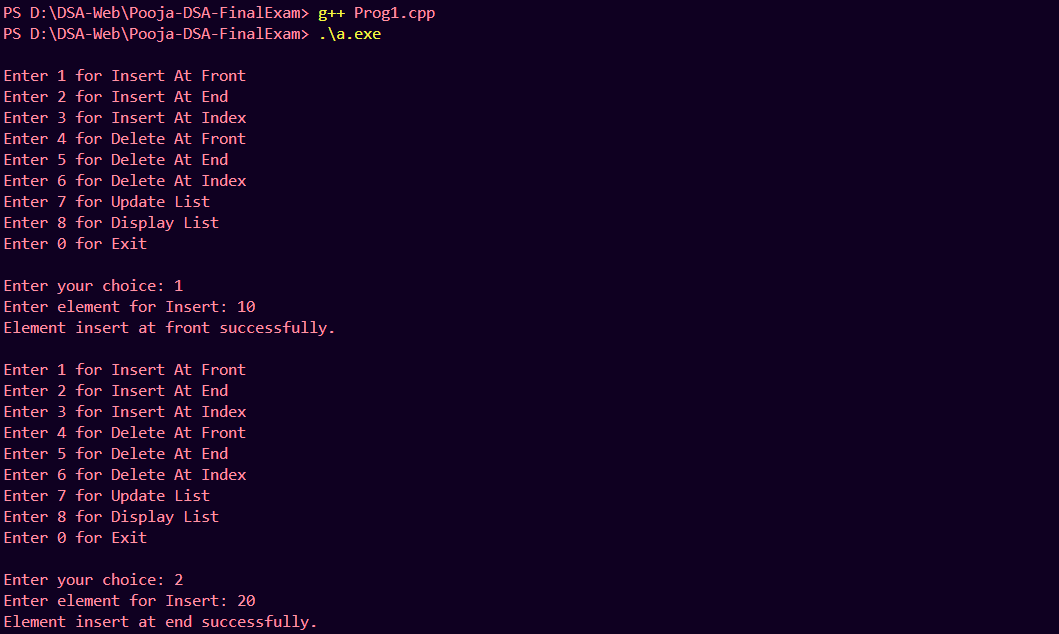 PS D:\DSA-Web\Pooja-DSA-FinalExam> g++ Prog1.cpp
PS D:\DSA-Web\Pooja-DSA-FinalExam> .\a.exe
Enter 1 for Insert At Front
Enter 2 for Insert At End
Enter 3 for Insert At Index
Enter 4 for Delete At Front
Enter 5 for Delete At End
Enter 6 for Delete At Index
Enter 7 for Update List
Enter 8 for Display List
Enter 0 for Exit
Enter your choice: 1
Enter element for Insert: 10
Element insert at front successfully.
Enter 1 for Insert At Front
Enter 2 for Insert At End
Enter 3 for Insert At Index
Enter 4 for Delete At Front
Enter 5 for Delete At End
Enter 6 for Delete At Index
Enter 7 for Update List
Enter 8 for Display List
Enter 0 for Exit
Enter your choice: 2
Enter element for Insert: 20
Element insert at end successfully.